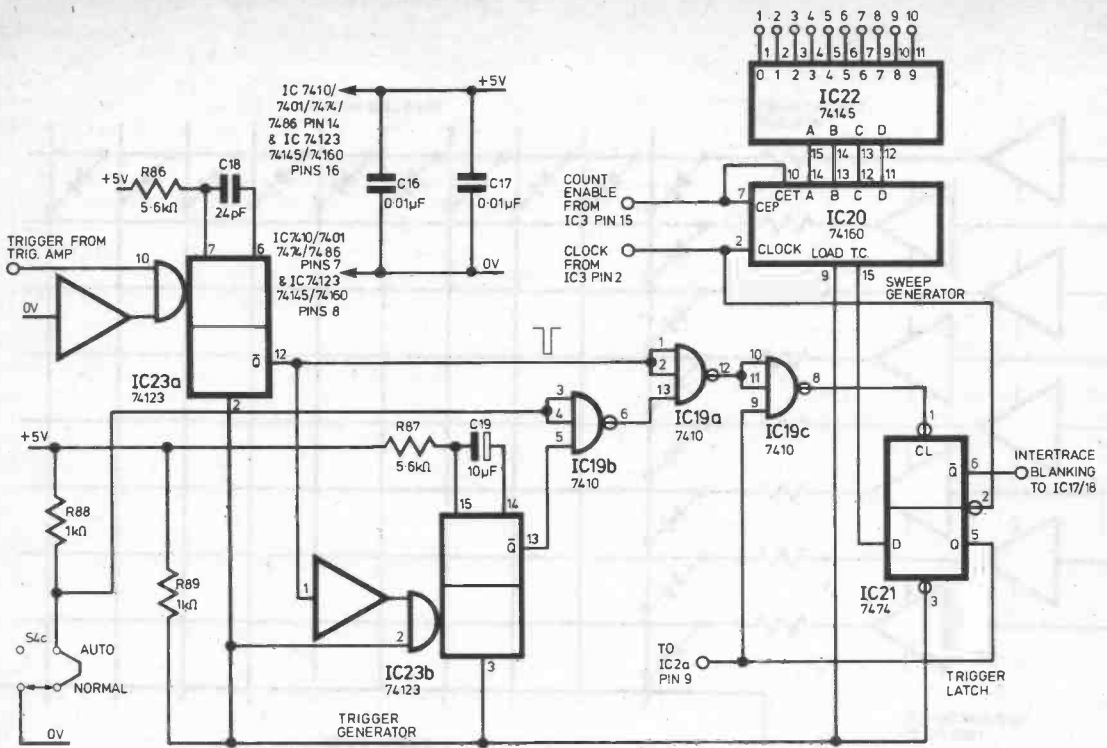 1 2 3 4 5 6 7 8 9 10
1 2 3 4 5 6 7 9 10 11
0 1 2 3 4 5 6 7 8 9
IC22
74145
A B C D
15 14 13 12
10 14 13 12 11
CET A B C D
7
CEP
IC20
74160
2
CLOCK
LOAD TC.
9 15
SWEEP
GENERATOR
COUNT
ENABLE
FROM
IC3 PIN 15
CLOCK
FROM
IC3 PIN 2
+5V
IC 7410/
7401/7474/
7486 PIN 14
& IC 74123
74145/74160
PINS 16
C16
0·01µF
C17
0·01µF
IC7410/7401
7474/7486
PINS 7
& IC74123
74145/74160
PINS 8
0V
+5V
R86
5·6kΩ
C18
24pF
TRIGGER FROM
TRIG. AMP
10
7 6
0V
Q̄
12
IC23a
74123
2
+5V
R87
5·6kΩ
C19
10µF
15 14
R88
1kΩ
R89
1kΩ
Q̄
13
1
2
IC23b
74123
3
S4c
AUTO
NORMAL
0V
TRIGGER
GENERATOR
3
4
5
6
IC19b
7410
1
2
13
12
IC19a
7410
10
11
9
8
IC19c
7410
1
CL
Q̄
6
2
D
Q
5
IC21
7474
3
INTERTRACE
BLANKING
TO IC17/18
TO
IC2a
PIN 9
TRIGGER
LATCH